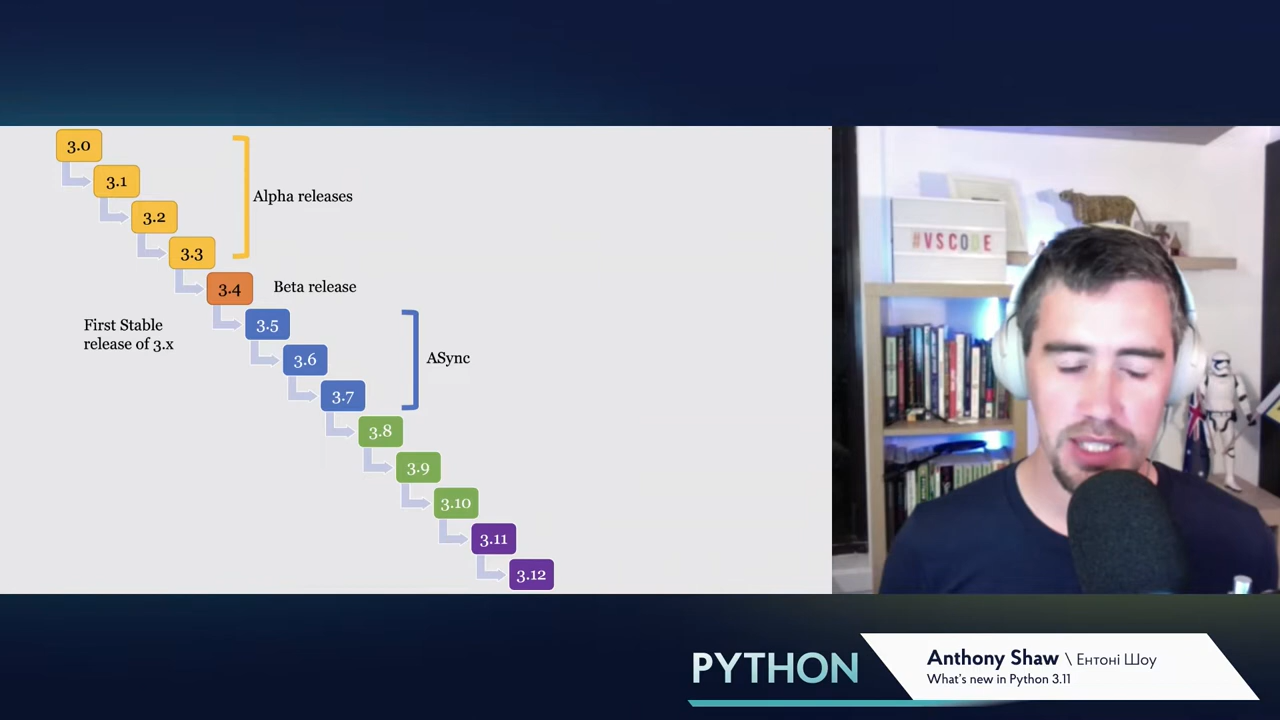 3.0
3.1
3.2
3.3
Alpha releases
3.4
Beta release
First Stable
release of 3.x
3.5
3.6
3.7
ASync
3.8
3.9
3.10
3.11
3.12
#VSCODE
PYTHON
Anthony Shaw \ Ентоні Шоу
What's new in Python 3.11